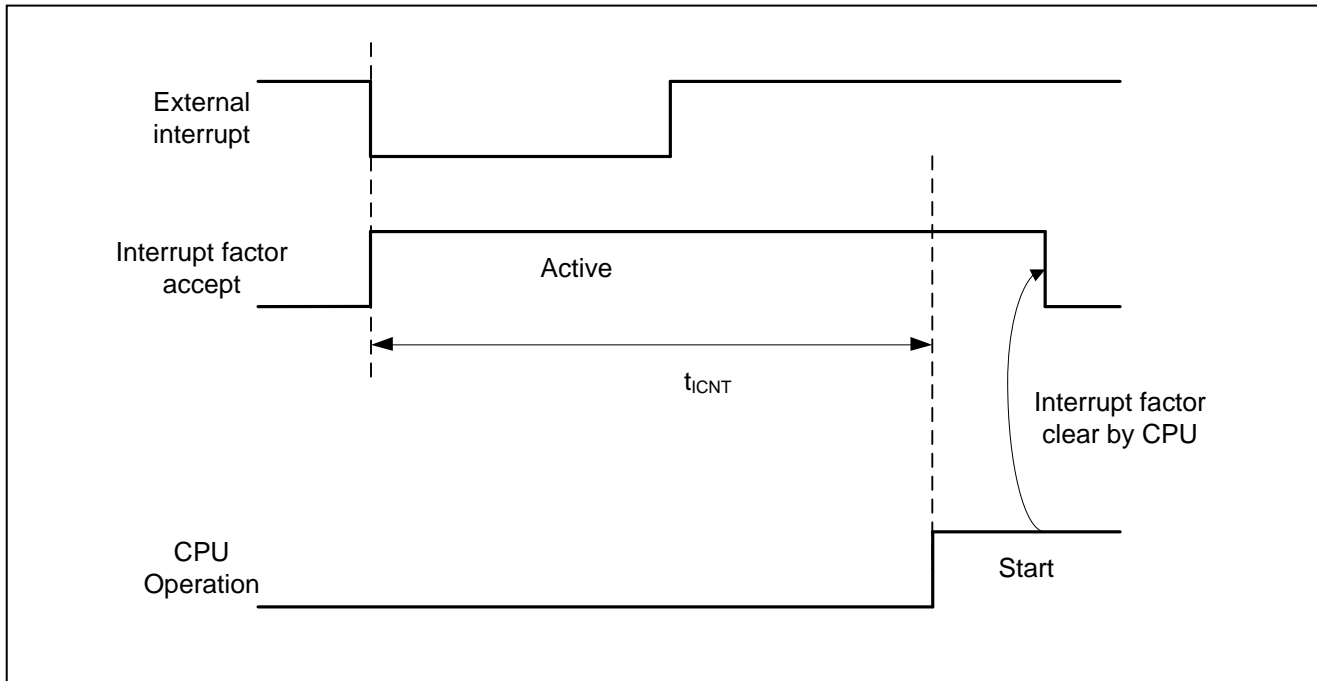 External
interrupt
Interrupt factor
accept
Active
tICNT
Interrupt factor
clear by CPU
CPU
Operation
Start